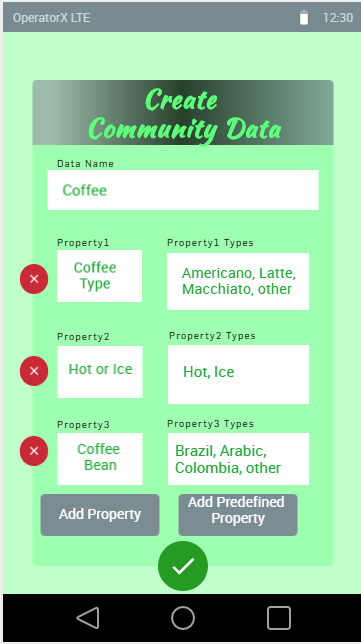 OperatorX LTE 12:30
Create
Community Data
Data Name
Coffee
Property1 Property1 Types
Coffee
Type
Americano, Latte,
Macchiato, other
Property2 Property2 Types
Hot or Ice
Hot, Ice
Property3 Property3 Types
Coffee
Bean
Brazil, Arabic,
Colombia, other
Add Property
Add Predefined
Property